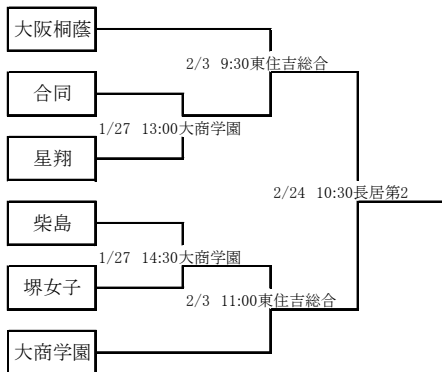 大阪桐蔭
2/3 9:30東住吉総合
合同
1/27 13:00大商学園
星翔
2/24 10:30長居第2
柴島
1/27 14:30大商学園
堺女子
2/3 11:00東住吉総合
大商学園